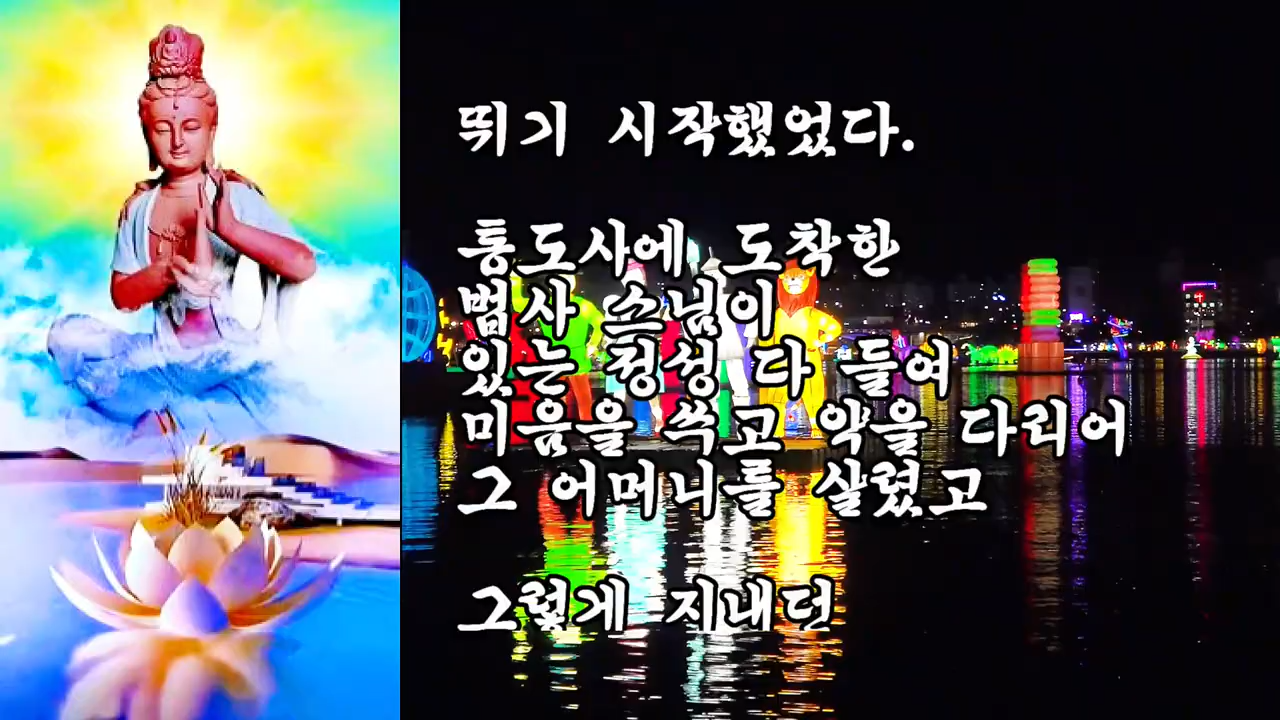 뛰기 시작했었다.
통도사에 도착한
범사 스님이
있는 정성 다 들여
미음을 쑥고 약을 다리어
그 어머니를 살렸고
그렇게 지내던